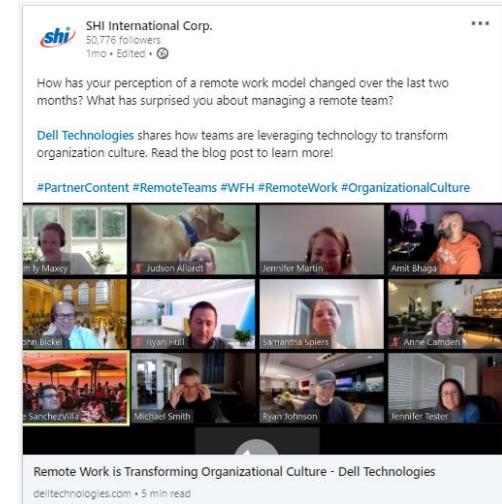 shi
SHI International Corp.
50,776 followers
1mo • Edited •
How has your perception of a remote work model changed over the last two
months? What has surprised you about managing a remote team?
Dell Technologies shares how teams are leveraging technology to transform
organization culture. Read the blog post to learn more!
#PartnerContent #RemoteTeams #WFH #RemoteWork #OrganizationalCulture
Maxey Judson Allardt Jennifer Martin Amit Bhaga
Bickel Ryan Hull Samantha Spiers Anne Camden
SanchezVilla Michael Smith Ryan Johnson Jennifer Tester
Remote Work is Transforming Organizational Culture - Dell Technologies
delltechnologies.com • 5 min read